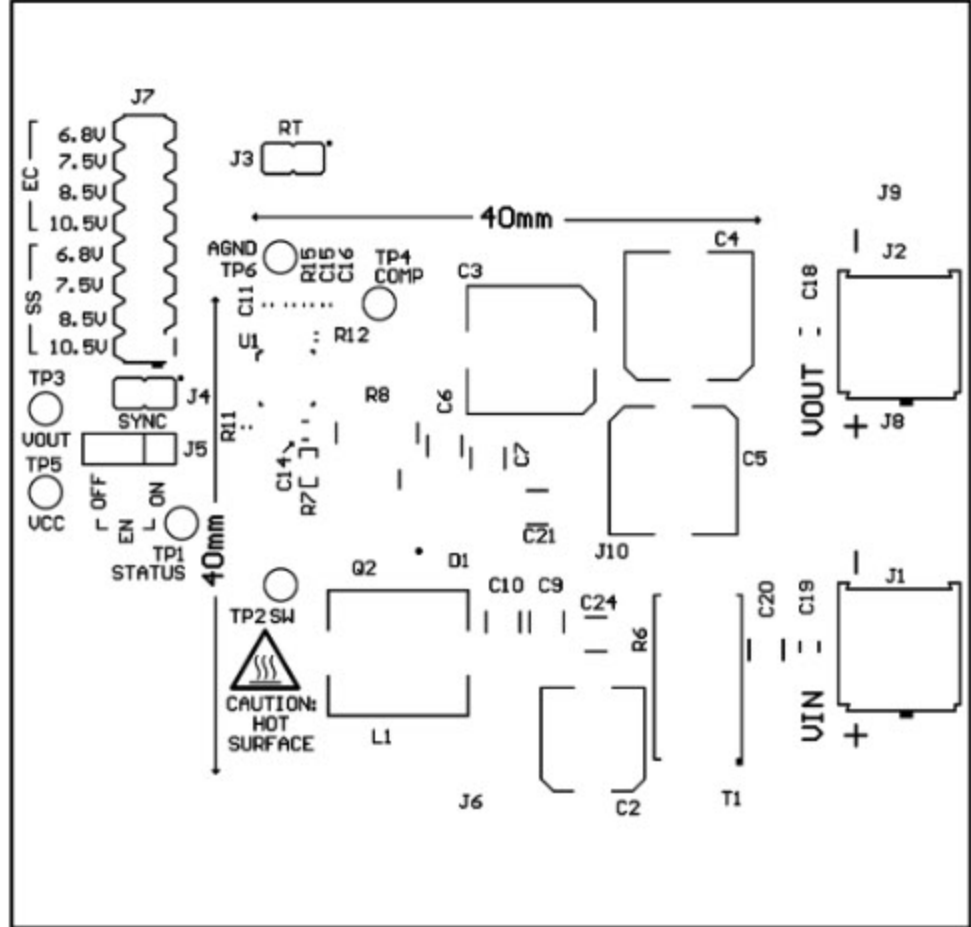 J7
EC
6.8V
7.5V
8.5V
10.5V
SS
6.8V
7.5V
8.5V
10.5V
RT
J3
40mm
AGND
TP6
R15
C15
C16
TP4
COMP
C11
U1
R12
C3
C4
J9
J2
C18
VOUT
J8
TP3
VOUT
J4
SYNC
J5
TP5
VCC
OFF
EN
ON
TP1
STATUS
40mm
R11
R8
C6
C14
R7
C7
C21
C5
J10
Q2
D1
TP2 SW
CAUTION:
HOT
SURFACE
L1
C10
C9
C24
R6
C20
C19
J1
VIN
J6
C2
T1